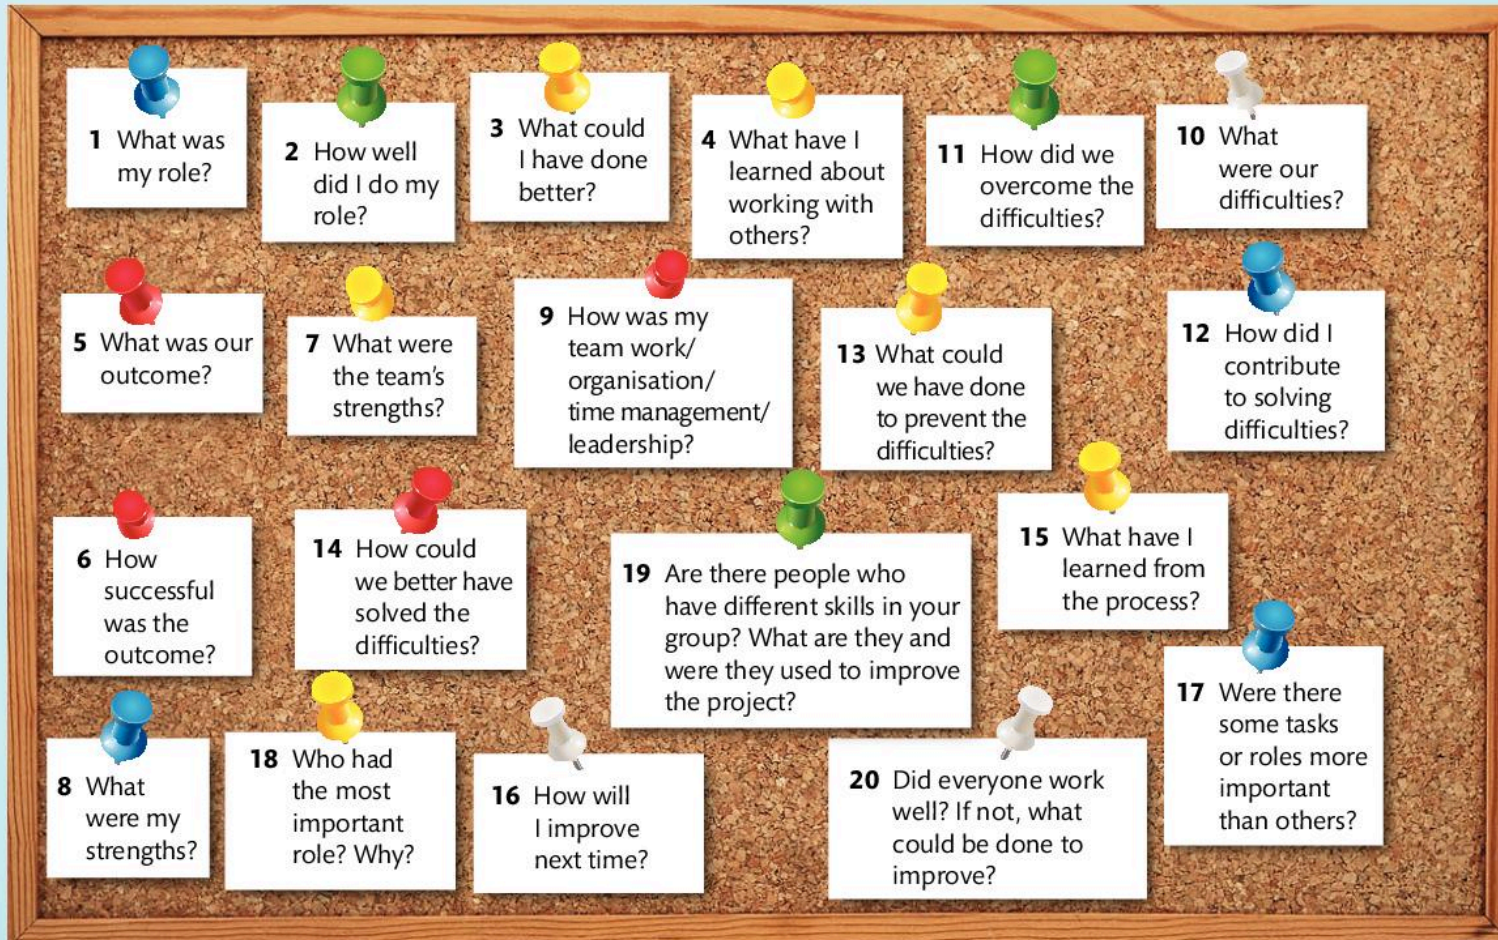 1 What was
my role?
2 How well
did I do my
role?
3 What could
I have done
better?
4 What have I
learned about
working with
others?
11 How did we
overcome the
difficulties?
10 What
were our
difficulties?
5 What was our
outcome?
7 What were
the team's
strengths?
9 How was my
team work/
organisation/
time management/
leadership?
13 What could
we have done
to prevent the
difficulties?
12 How did I
contribute
to solving
difficulties?
6 How
successful
was the
outcome?
14 How could
we better have
solved the
difficulties?
19 Are there people who
have different skills in your
group? What are they and
were they used to improve
the project?
15 What have I
learned from
the process?
17 Were there
some tasks
or roles more
important
than others?
8 What
were my
strengths?
18 Who had
the most
important
role? Why?
16 How will
I improve
next time?
20 Did everyone work
well? If not, what
could be done to
improve?